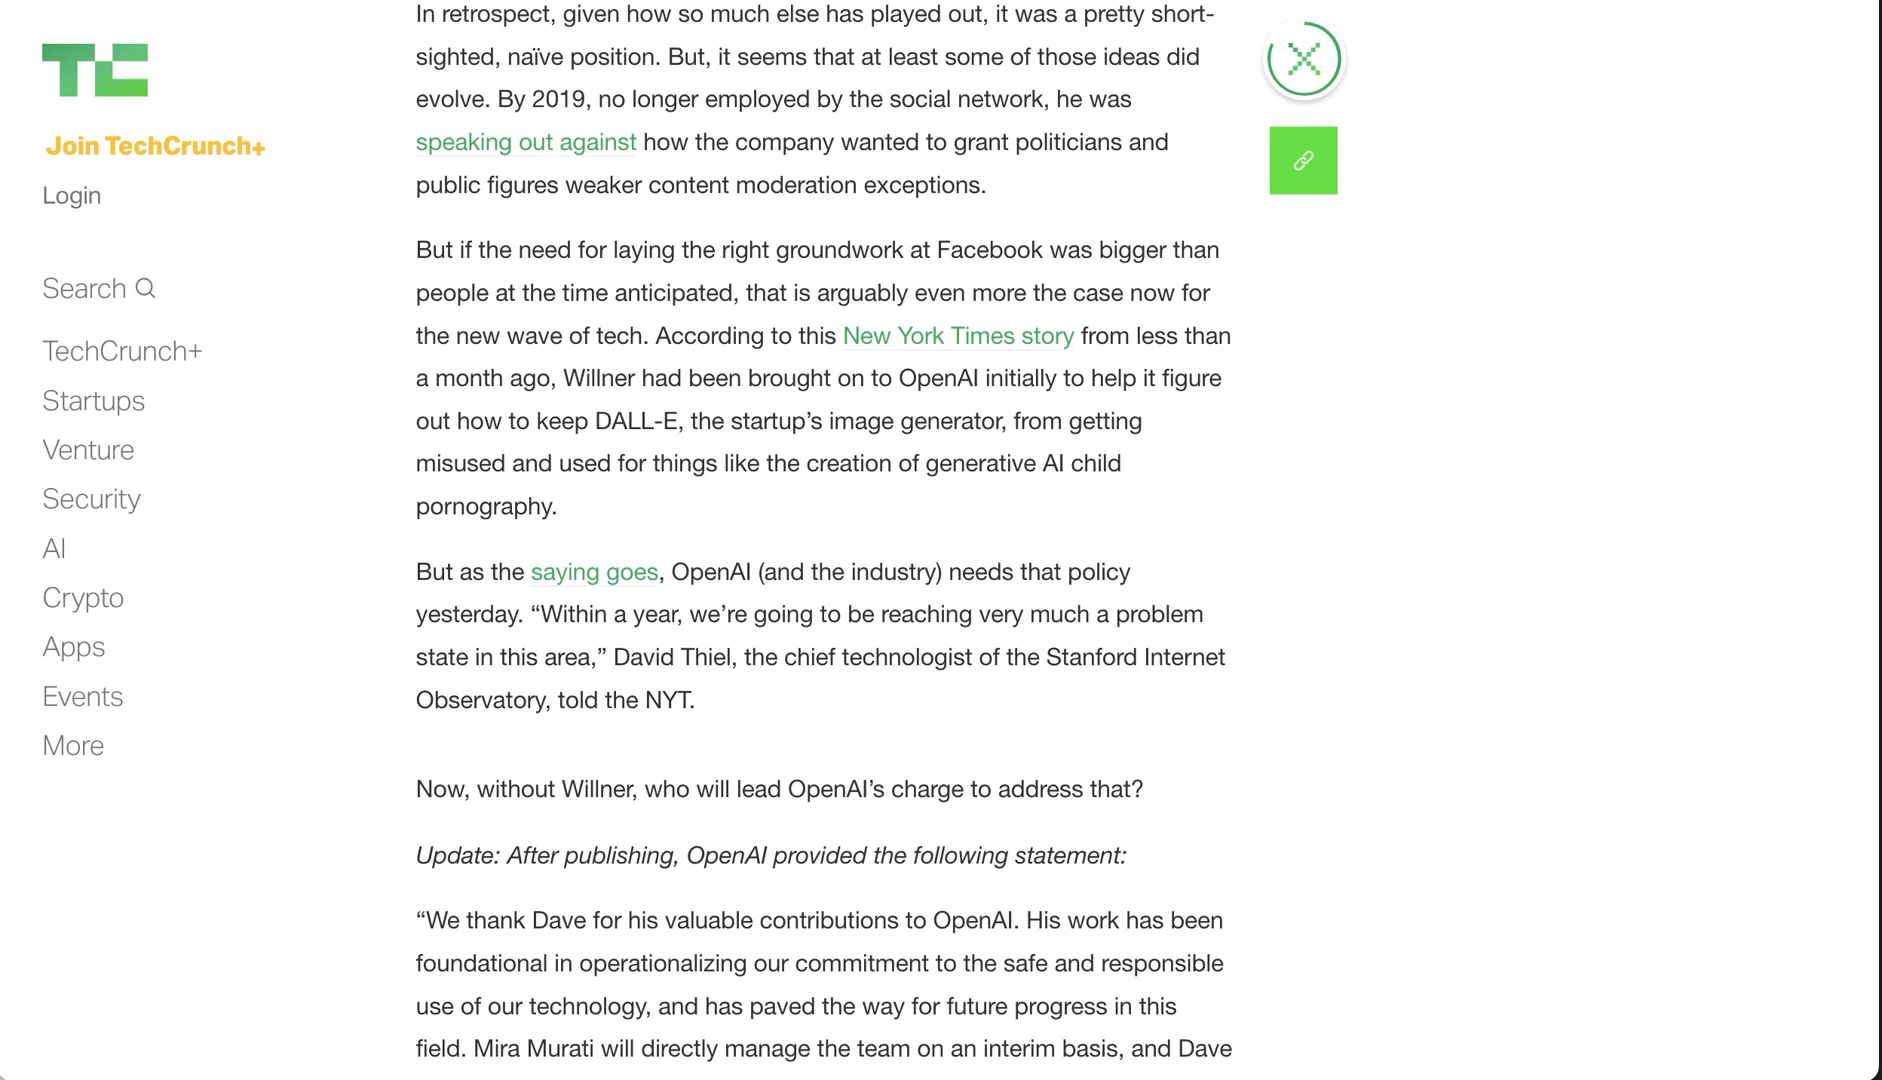 TC
Join TechCrunch+
Login
Search
TechCrunch+
Startups
Venture
Security
AI
Crypto
Apps
Events
More
In retrospect, given how so much else has played out, it was a pretty short-
sighted, naïve position. But, it seems that at least some of those ideas did
evolve. By 2019, no longer employed by the social network, he was
speaking out against how the company wanted to grant politicians and
public figures weaker content moderation exceptions.
But if the need for laying the right groundwork at Facebook was bigger than
people at the time anticipated, that is arguably even more the case now for
the new wave of tech. According to this New York Times story from less than
a month ago, Willner had been brought on to OpenAI initially to help it figure
out how to keep DALL-E, the startup’s image generator, from getting
misused and used for things like the creation of generative AI child
pornography.
But as the saying goes, OpenAI (and the industry) needs that policy
yesterday. “Within a year, we’re going to be reaching very much a problem
state in this area,” David Thiel, the chief technologist of the Stanford Internet
Observatory, told the NYT.
Now, without Willner, who will lead OpenAI’s charge to address that?
Update: After publishing, OpenAI provided the following statement:
“We thank Dave for his valuable contributions to OpenAI. His work has been
foundational in operationalizing our commitment to the safe and responsible
use of our technology, and has paved the way for future progress in this
field. Mira Murati will directly manage the team on an interim basis, and Dave